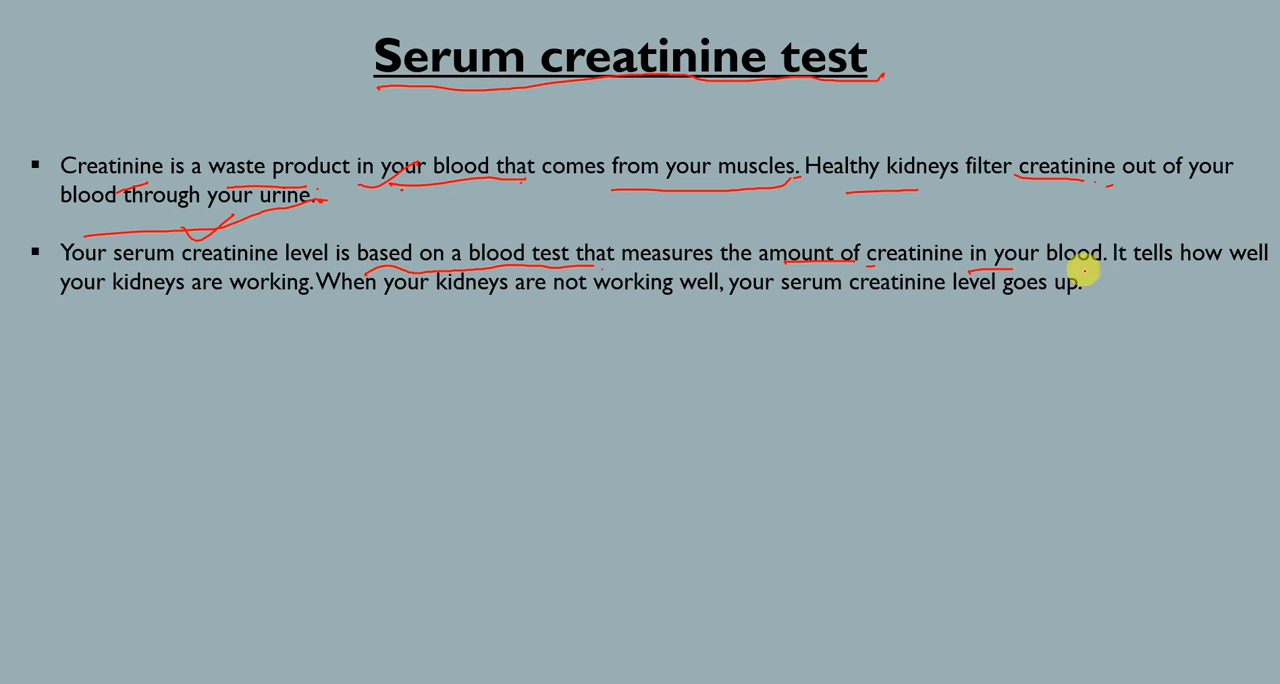 Serum creatinine test
▪ Creatinine is a waste product in your blood that comes from your muscles. Healthy kidneys filter creatinine out of your
blood through your urine.
▪ Your serum creatinine level is based on a blood test that measures the amount of creatinine in your blood. It tells how well
your kidneys are working. When your kidneys are not working well, your serum creatinine level goes up.